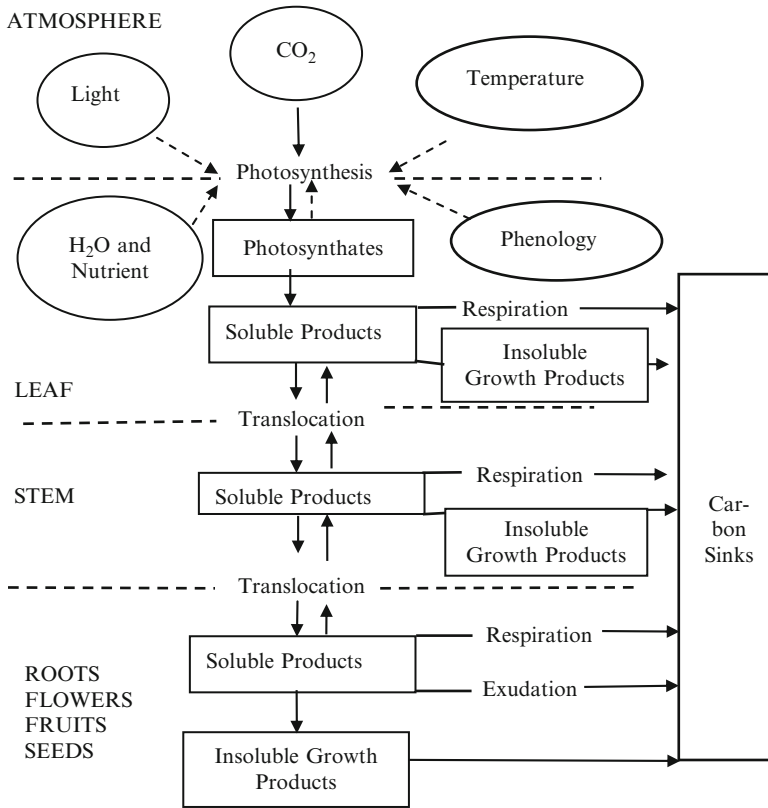 ATMOSPHERE
CO₂
Light
Temperature
Photosynthesis
H₂O and
Nutrient
Photosynthates
Phenology
Soluble Products
Respiration
Insoluble
Growth Products
LEAF
Translocation
STEM
Soluble Products
Respiration
Insoluble
Growth Products
Car-
bon
Sinks
Translocation
ROOTS
FLOWERS
FRUITS
SEEDS
Soluble Products
Respiration
Exudation
Insoluble Growth
Products